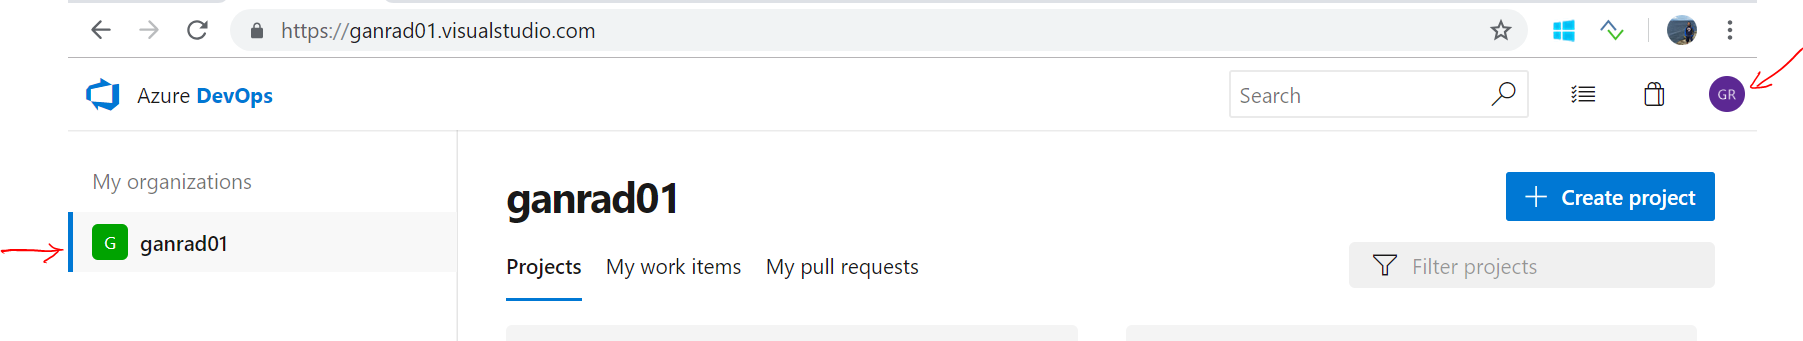 https://ganrad01.visualstudio.com
Azure DevOps
Search
GR
My organizations
G ganrad01
ganrad01
Create project
Projects My work items My pull requests
Filter projects